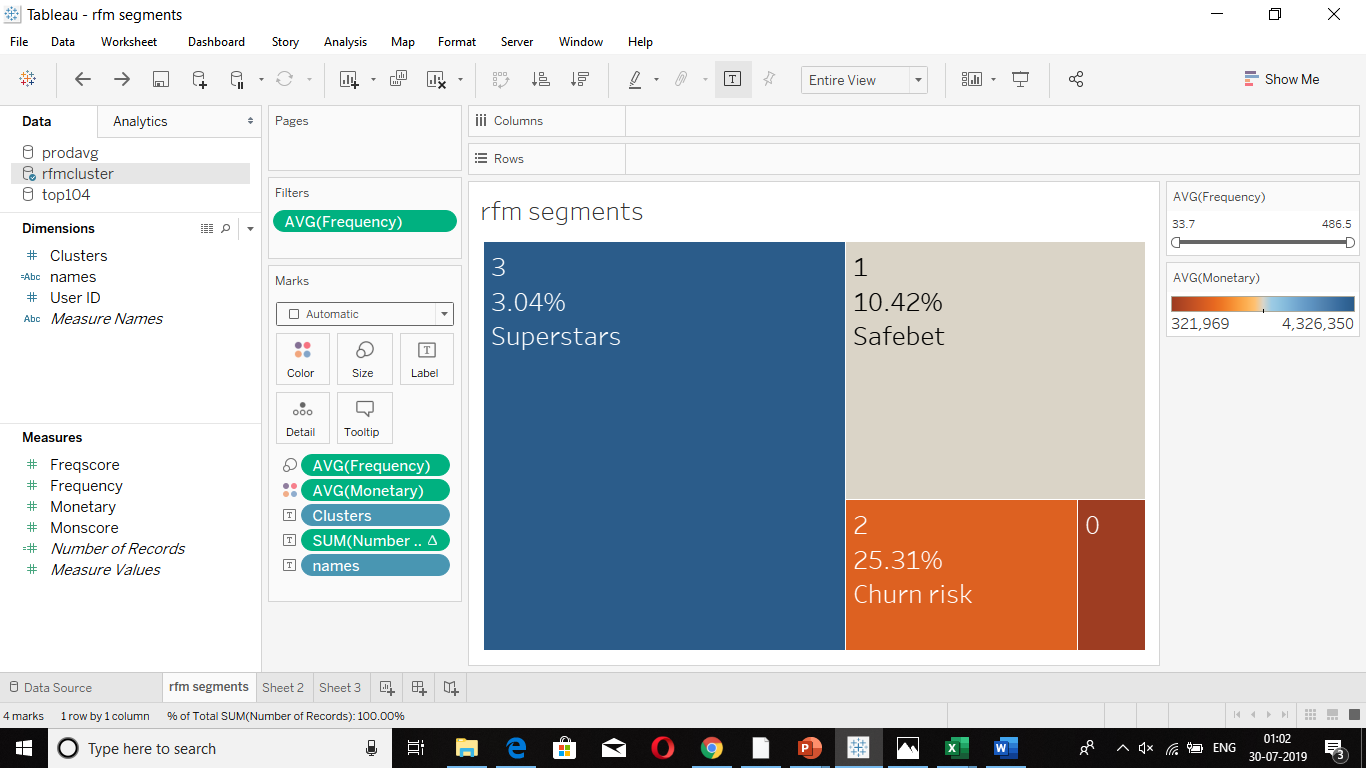 Tableau - rfm segments
File Data Worksheet Dashboard Story Analysis Map Format Server Window Help
Entire View
Show Me
Data Analytics
prodavg
rfmcluster
top104
Dimensions
Clusters
=Abc names
User ID
Abc Measure Names
Measures
Freqscore
Frequency
Monetary
Monscore
Number of Records
Measure Values
Pages
Filters
AVG(Frequency)
Marks
Automatic
Color Size Label
Detail Tooltip
AVG(Frequency)
AVG(Monetary)
Clusters
SUM(Number .. Δ
names
Columns
Rows
rfm segments
3
3.04%
Superstars
1
10.42%
Safebet
2
25.31%
Churn risk
0
AVG(Frequency)
33.7 486.5
AVG(Monetary)
321,969 4,326,350
Data Source rfm segments Sheet 2 Sheet 3
4 marks 1 row by 1 column % of Total SUM(Number of Records): 100.00%
Type here to search
ENG
01:02
30-07-2019
3